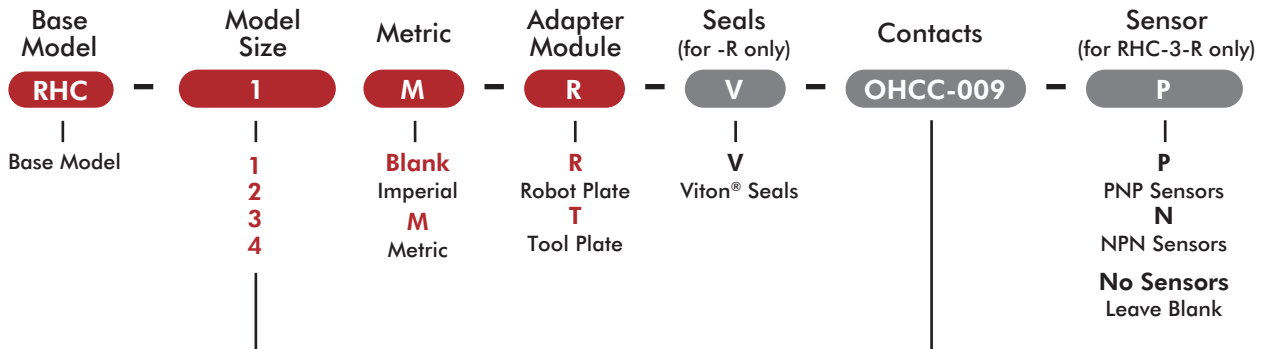 Base Model
Model Size
Metric
Adapter Module
Seals
(for -R only)
Contacts
Sensor
(for RHC-3-R only)
RHC – 1 M – R – V – OHCC-009 – P
Base Model
1
2
3
4
Blank
Imperial
M
Metric
R
Robot Plate
T
Tool Plate
V
Viton® Seals
P
PNP Sensors
N
NPN Sensors
No Sensors
Leave Blank